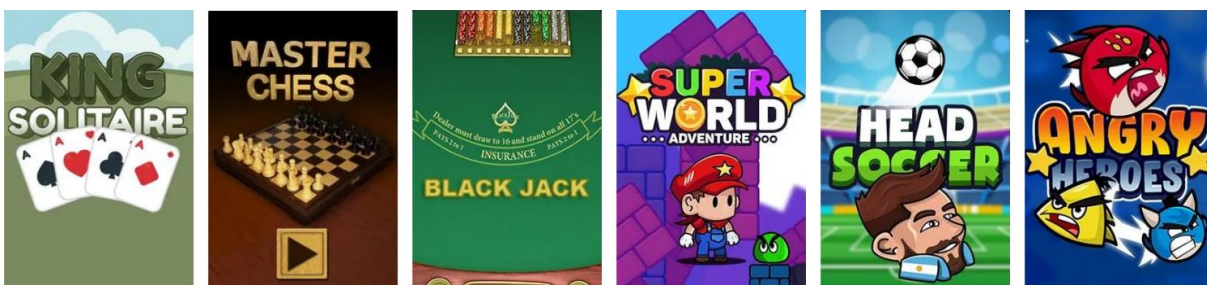 KING
SOLITAIRE
A A A A
MASTER
CHESS
Dealer must draw to 16 and stand on all 17's
PAYS 2 to 1 INSURANCE PAYS 2 to 1
BLACK JACK
SUPER
WORLD
••• ADVENTURE •••
HEAD
SOCCER
ANGRY
HEROES